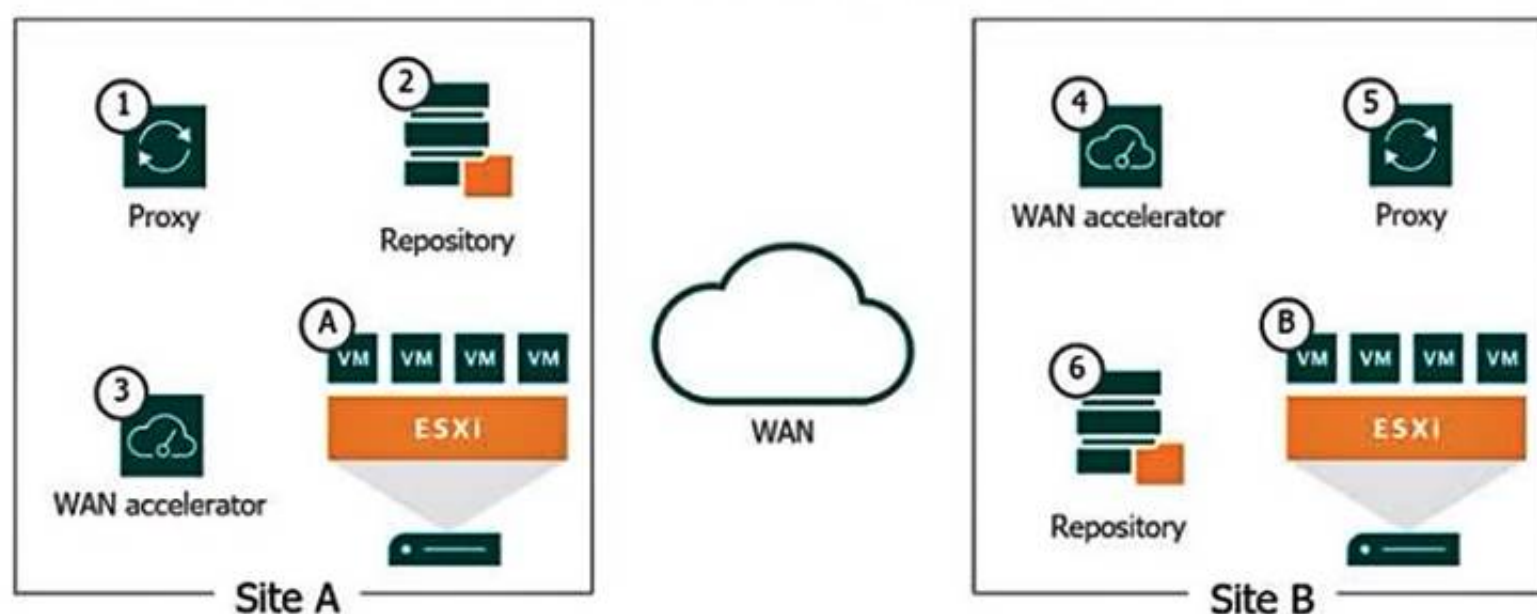 1
Proxy
2
Repository
A
VM VM VM VM
ESXi
3
WAN accelerator
Site A
WAN
4
WAN accelerator
5
Proxy
6
Repository
B
VM VM VM VM
ESXi
Site B